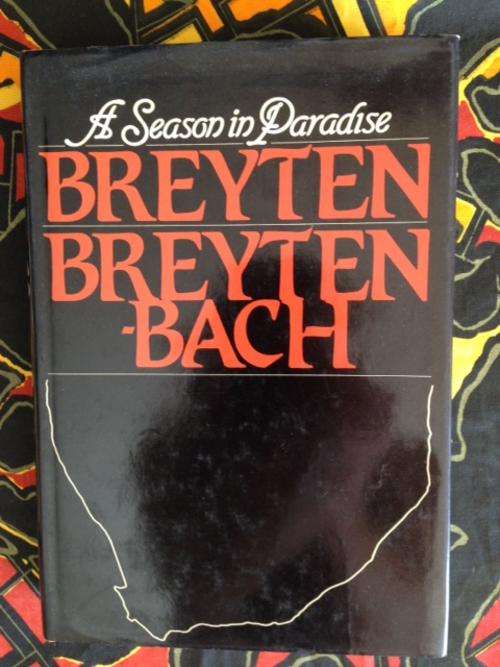 A Season in Paradise
BREYTEN
BREYTEN
-BACH